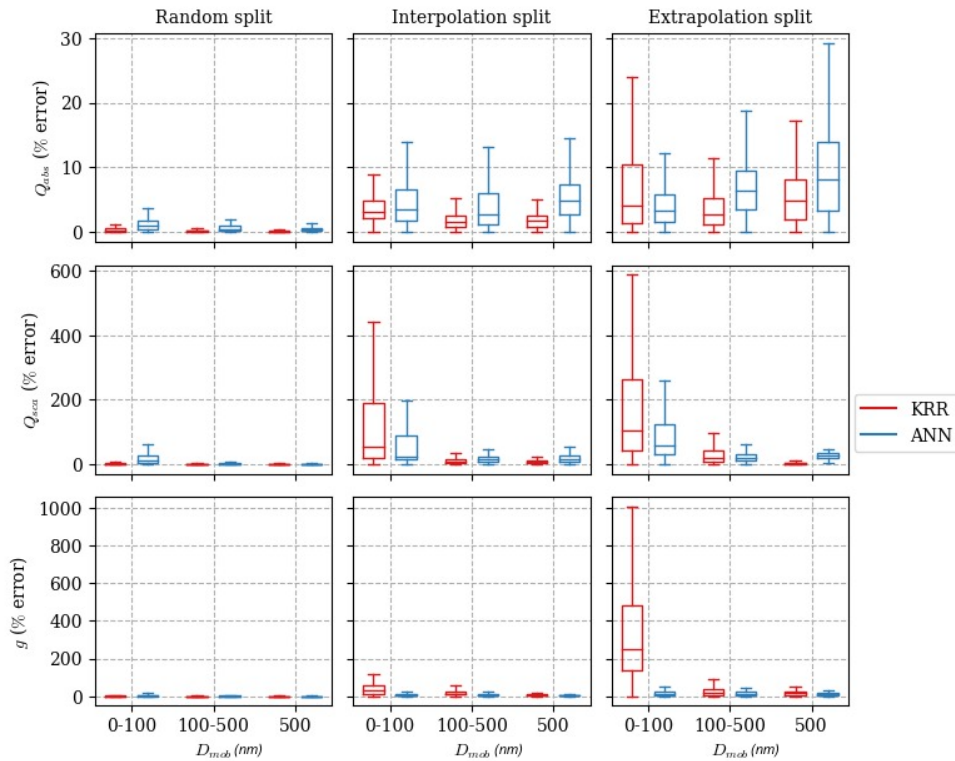 Random split
Interpolation split
Extrapolation split
30
20
10
0
Q_abs (% error)
600
400
200
0
Q_sca (% error)
KRR
ANN
1000
800
600
400
200
0
g (% error)
0-100 100-500 500
0-100 100-500 500
0-100 100-500 500
D_mob (nm)
D_mob (nm)
D_mob (nm)